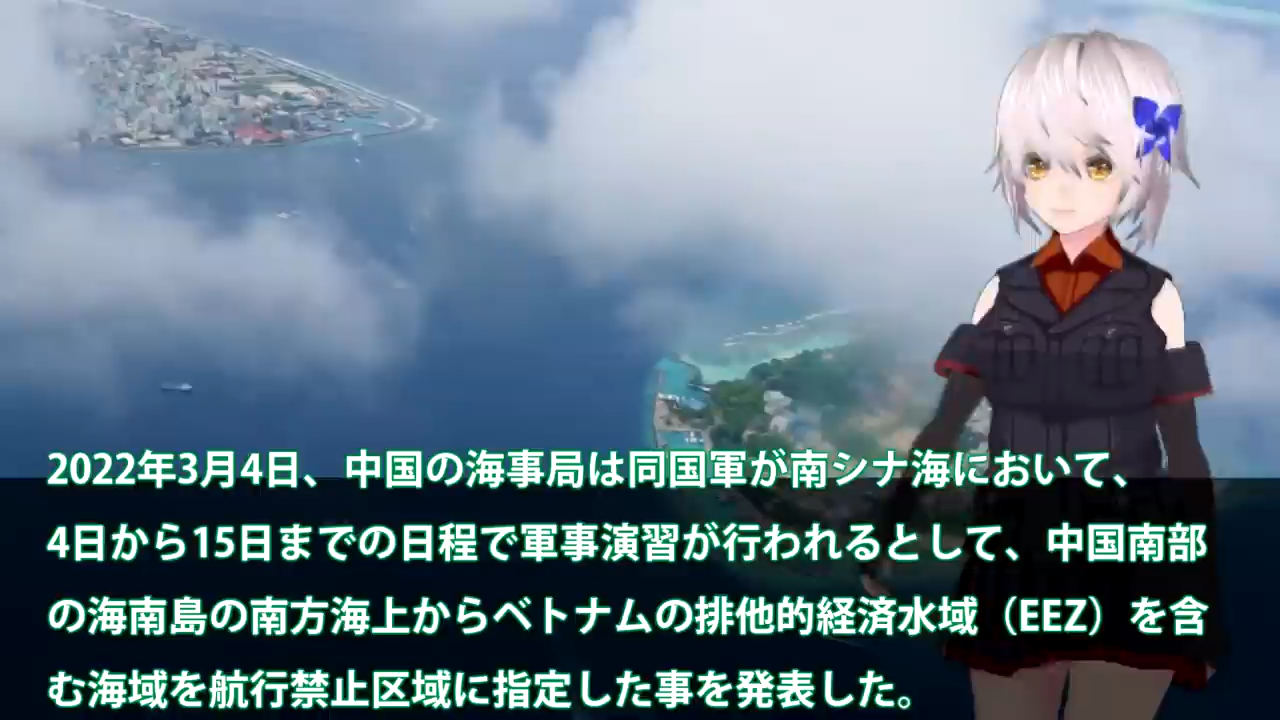 2022年3月4日、中国の海事局は同国軍が南シナ海において、
4日から15日までの日程で軍事演習が行われるとして、中国南部
の海南島の南方海上からベトナムの排他的経済水域（EEZ）を含
む海域を航行禁止区域に指定した事を発表した。